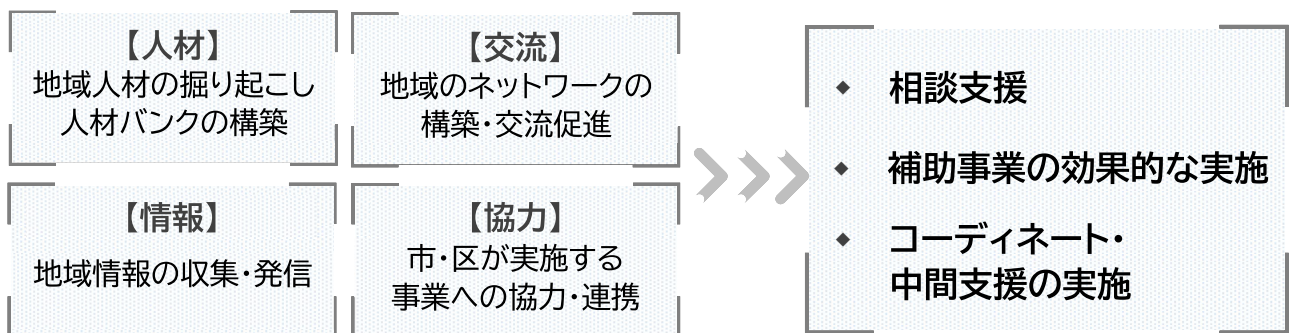 【人材】
地域人材の掘り起こし
人材バンクの構築
【交流】
地域のネットワークの
構築・交流促進
【情報】
地域情報の収集・発信
【協力】
市・区が実施する
事業への協力・連携
◆ 相談支援
◆ 補助事業の効果的な実施
◆ コーディネート・
中間支援の実施